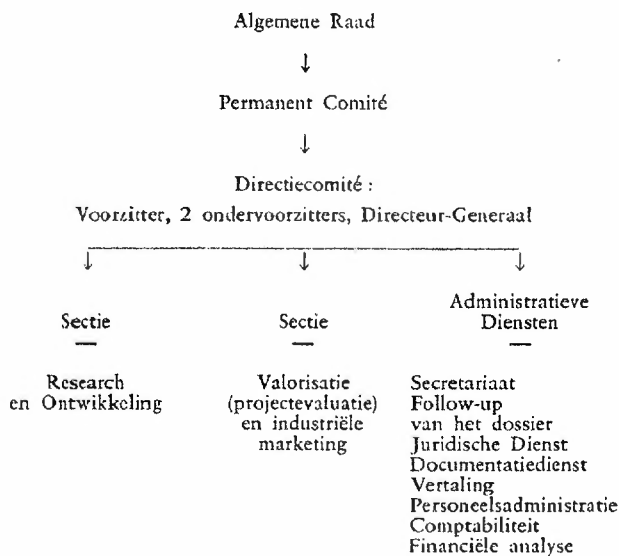 Algemene Raad
Permanent Comité
Directiecomité :
Voorzitter, 2 ondervoorzitters, Directeur-Generaal
Sectie
Research
en Ontwikkeling
Sectie
Valorisatie
(projectevaluatie)
en industriële
marketing
Administratieve
Diensten
Secretariaat
Follow-up
van het dossier
Juridische Dienst
Documentatiedienst
Vertaling
Personeelsadministratie
Comptabiliteit
Financiële analyse